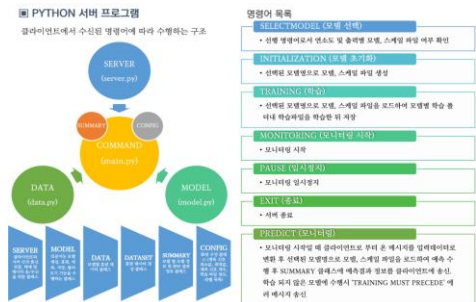 ▣ PYTHON 서버 프로그램
클라이언트에서 수신된 명령어에 따라 수행하는 구조
SERVER
(server.py)
SUMMARY
CONFIG
COMMAND
(main.py)
DATA
(data.py)
MODEL
(model.py)
SERVER
MODEL
DATA
DATASET
SUMMARY
CONFIG
명령어 목록
SELECTMODEL (모델 선택)
• 선행 명령어로서 연소도 및 출력별 모델, 스케일 파일 여부 확인
INITIALIZATION (모델 초기화)
• 선택된 모델명으로 모델, 스케일 파일 생성
TRAINING (학습)
• 선택된 모델명으로 모델, 스케일 파일을 로드하여 모델별 학습 폴
더내 학습파일을 학습한 뒤 저장
MONITORING (모니터링 시작)
• 모니터링 시작
PAUSE (일시정지)
• 모니터링 일시정지
EXIT (종료)
• 서버 종료
PREDICT (모니터링)
• 모니터링 시작일 때 클라이언트로 부터 온 메시지를 입력데이터로
변환 후 선택된 모델명으로 모델, 스케일 파일을 로드하여 예측 수
행 후 SUMMARY 클래스에 예측결과 정보를 클라이언트에 송신,
학습 되지 않은 모델에 수행시 'TRAINING MUST PRECEDE' 에
러 메시지 송신